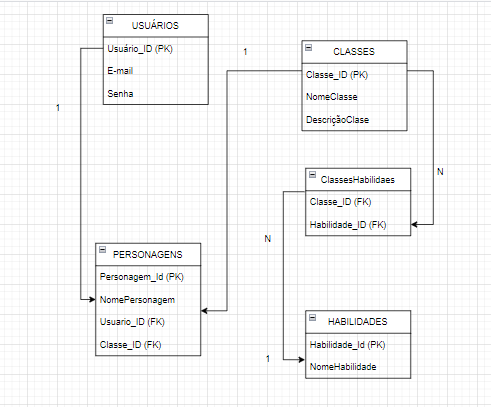 USUÁRIOS
Usuário_ID (PK)
E-mail
Senha
1
1
CLASSES
Classe_ID (PK)
NomeClasse
DescriçãoClase
N
ClassesHabilidaes
Classe_ID (FK)
Habilidade_ID (FK)
N
PERSONAGENS
Personagem_Id (PK)
NomePersonagem
Usuario_ID (FK)
Classe_ID (FK)
HABILIDADES
Habilidade_Id (PK)
NomeHabilidade
1